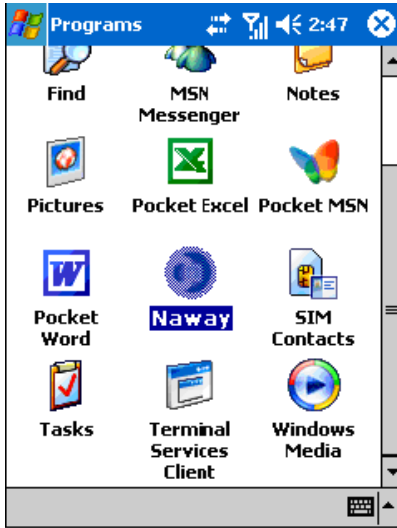 Programs 2:47
Find MSN Messenger Notes
Pictures Pocket Excel Pocket MSN
Pocket Word Naway SIM Contacts
Tasks Terminal Services Client Windows Media